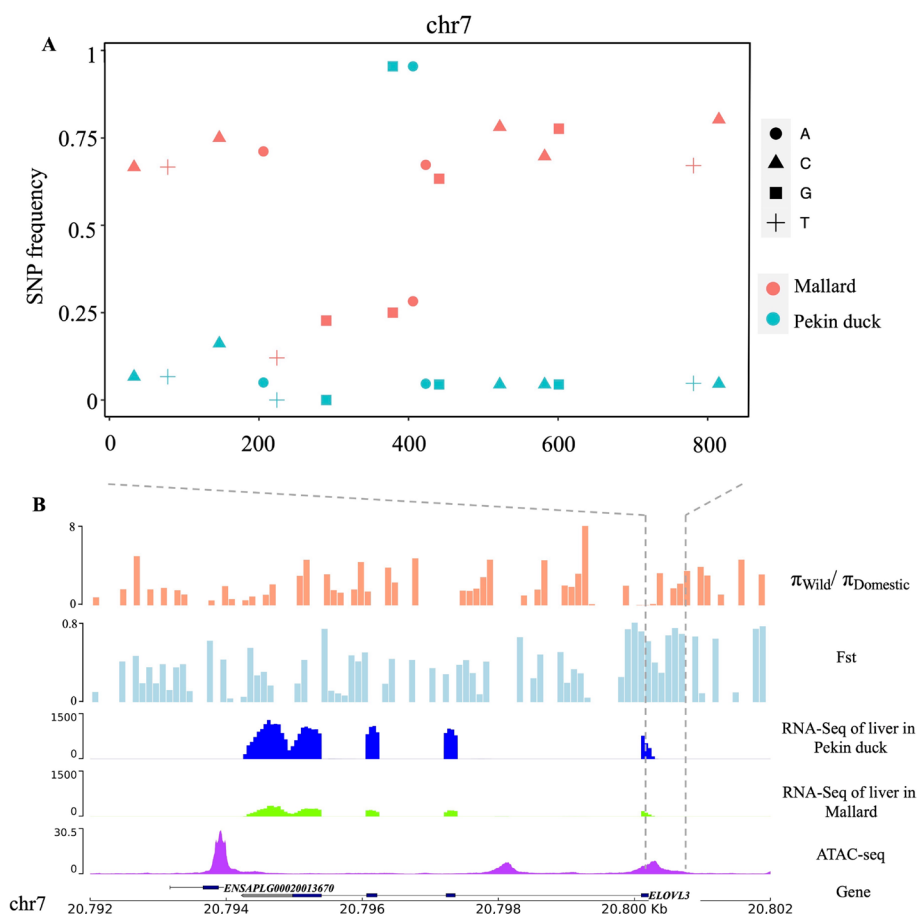 chr7
A
1
0.75
0.5
0.25
0
SNP frequency
0 200 400 600 800
A
C
G
T
Mallard
Pekin duck
B
8
0
πWild/ πDomestic
0.8
0
Fst
1500
0
RNA-Seq of liver in
Pekin duck
1500
0
RNA-Seq of liver in
Mallard
30.5
0
ATAC-seq
ENSAPLG00020013670
ELOVL3
Gene
chr7
20.792 20.794 20.796 20.798 20.800 Kb 20.802